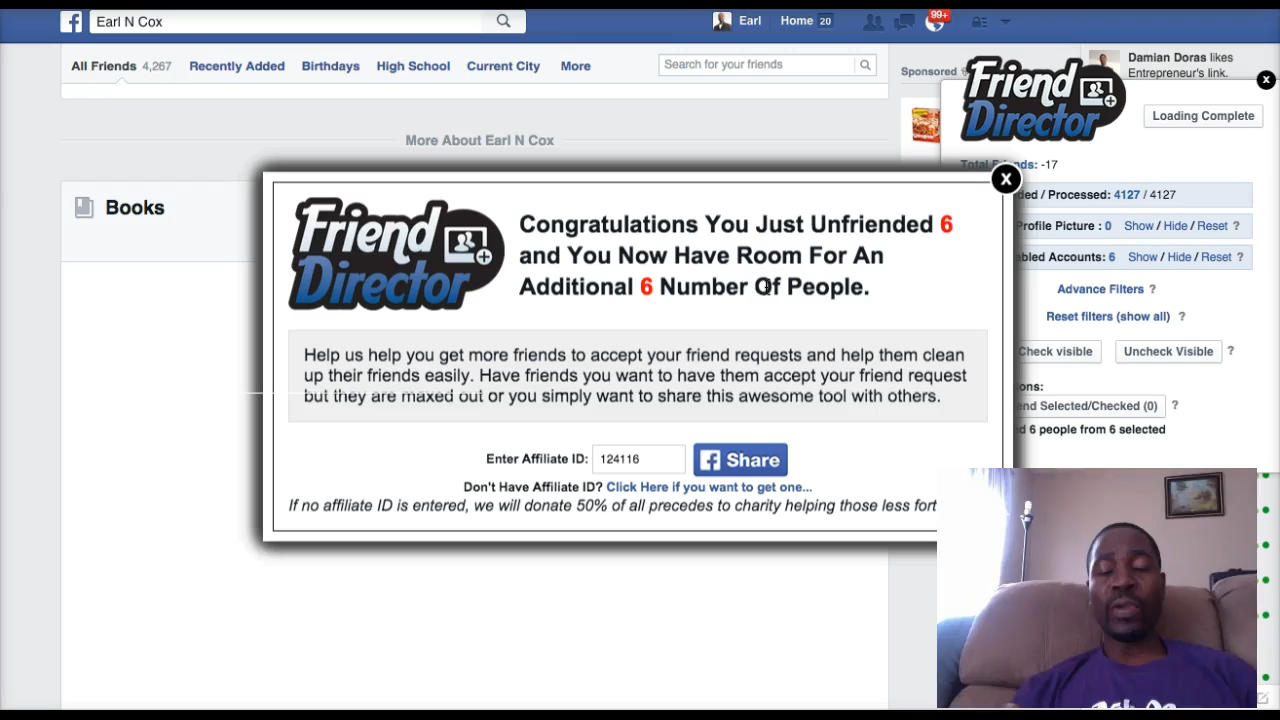 Earl N Cox
Earl
Home 20
99+
All Friends 4,267
Recently Added
Birthdays
High School
Current City
More
Search for your friends
Sponsored
Damian Doras likes
Entrepreneur's link.
Friend
Director
Loading Complete
x
More About Earl N Cox
Total Friends: -17
ded / Processed: 4127 / 4127
Profile Picture : 0 Show / Hide / Reset ?
bled Accounts: 6 Show / Hide / Reset ?
Advance Filters ?
Reset filters (show all) ?
Check visible
Uncheck Visible ?
ons:
end Selected/Checked (0) ?
d 6 people from 6 selected
Books
x
Friend
Director
Congratulations You Just Unfriended 6
and You Now Have Room For An
Additional 6 Number Of People.
Help us help you get more friends to accept your friend requests and help them clean
up their friends easily. Have friends you want to have them accept your friend request
but they are maxed out or you simply want to share this awesome tool with others.
Enter Affiliate ID: 124116
Share
Don't Have Affiliate ID? Click Here if you want to get one...
If no affiliate ID is entered, we will donate 50% of all precedes to charity helping those less fort